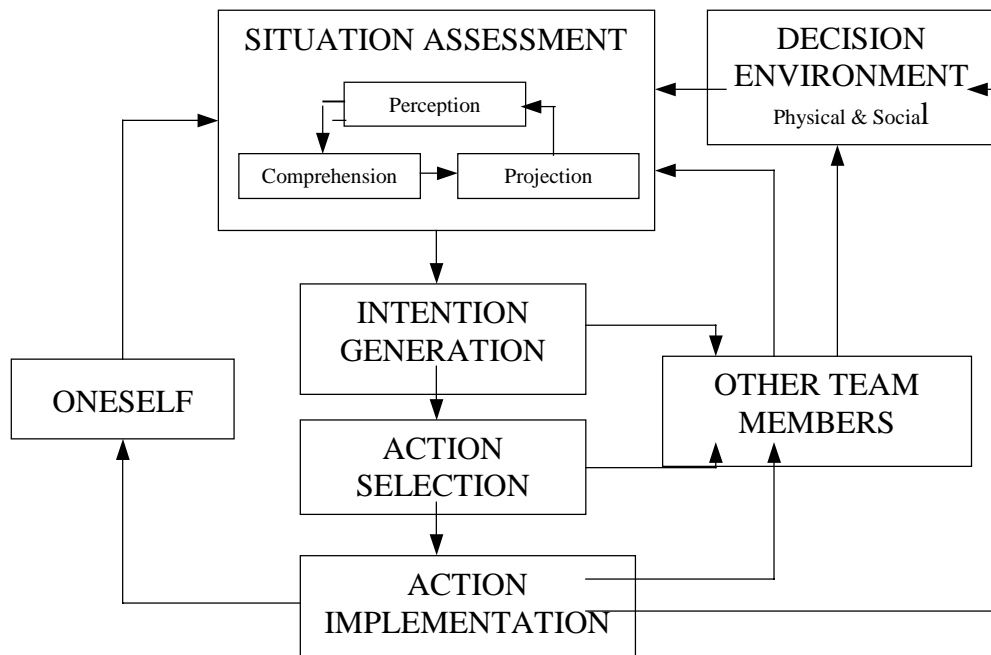 SITUATION ASSESSMENT
Perception
Comprehension
Projection
DECISION
ENVIRONMENT
Physical & Social
INTENTION
GENERATION
ONESELF
OTHER TEAM
MEMBERS
ACTION
SELECTION
ACTION
IMPLEMENTATION